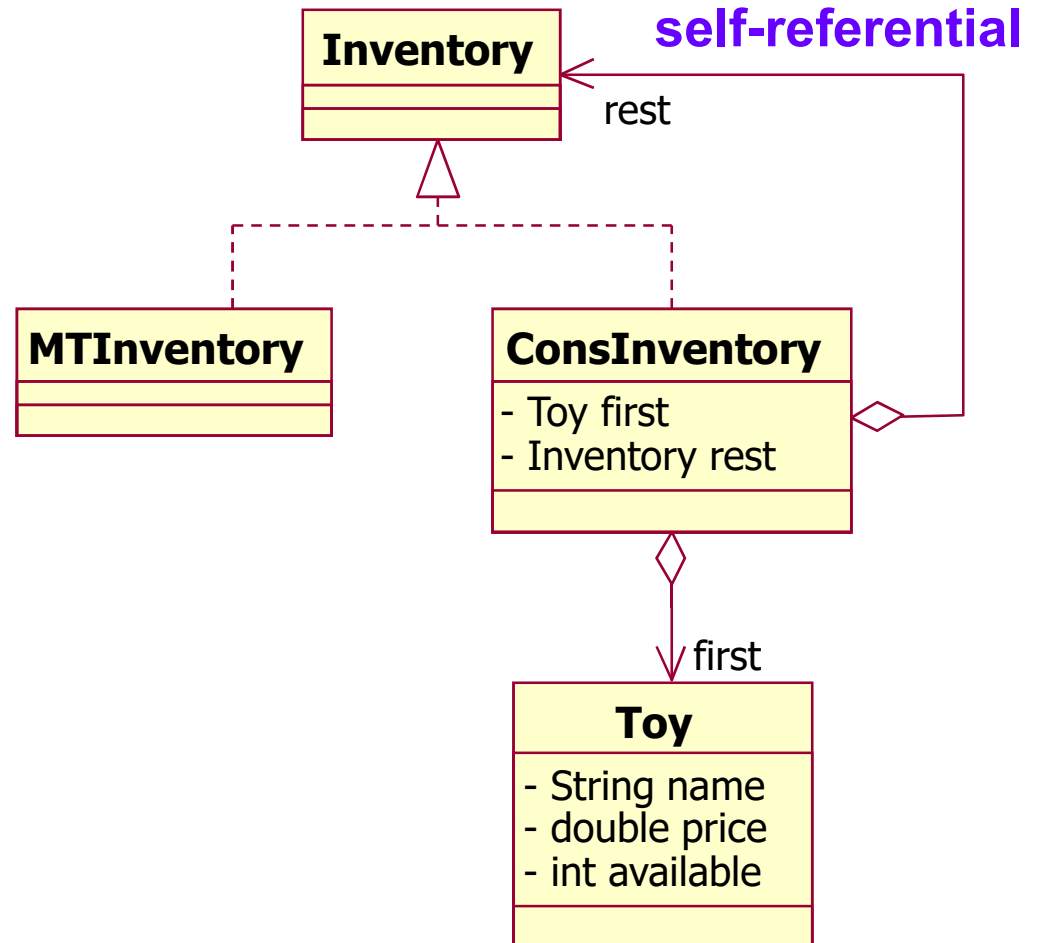 self-referential
Inventory
rest
MTInventory
ConsInventory
- Toy first
- Inventory rest
first
Toy
- String name
- double price
- int available